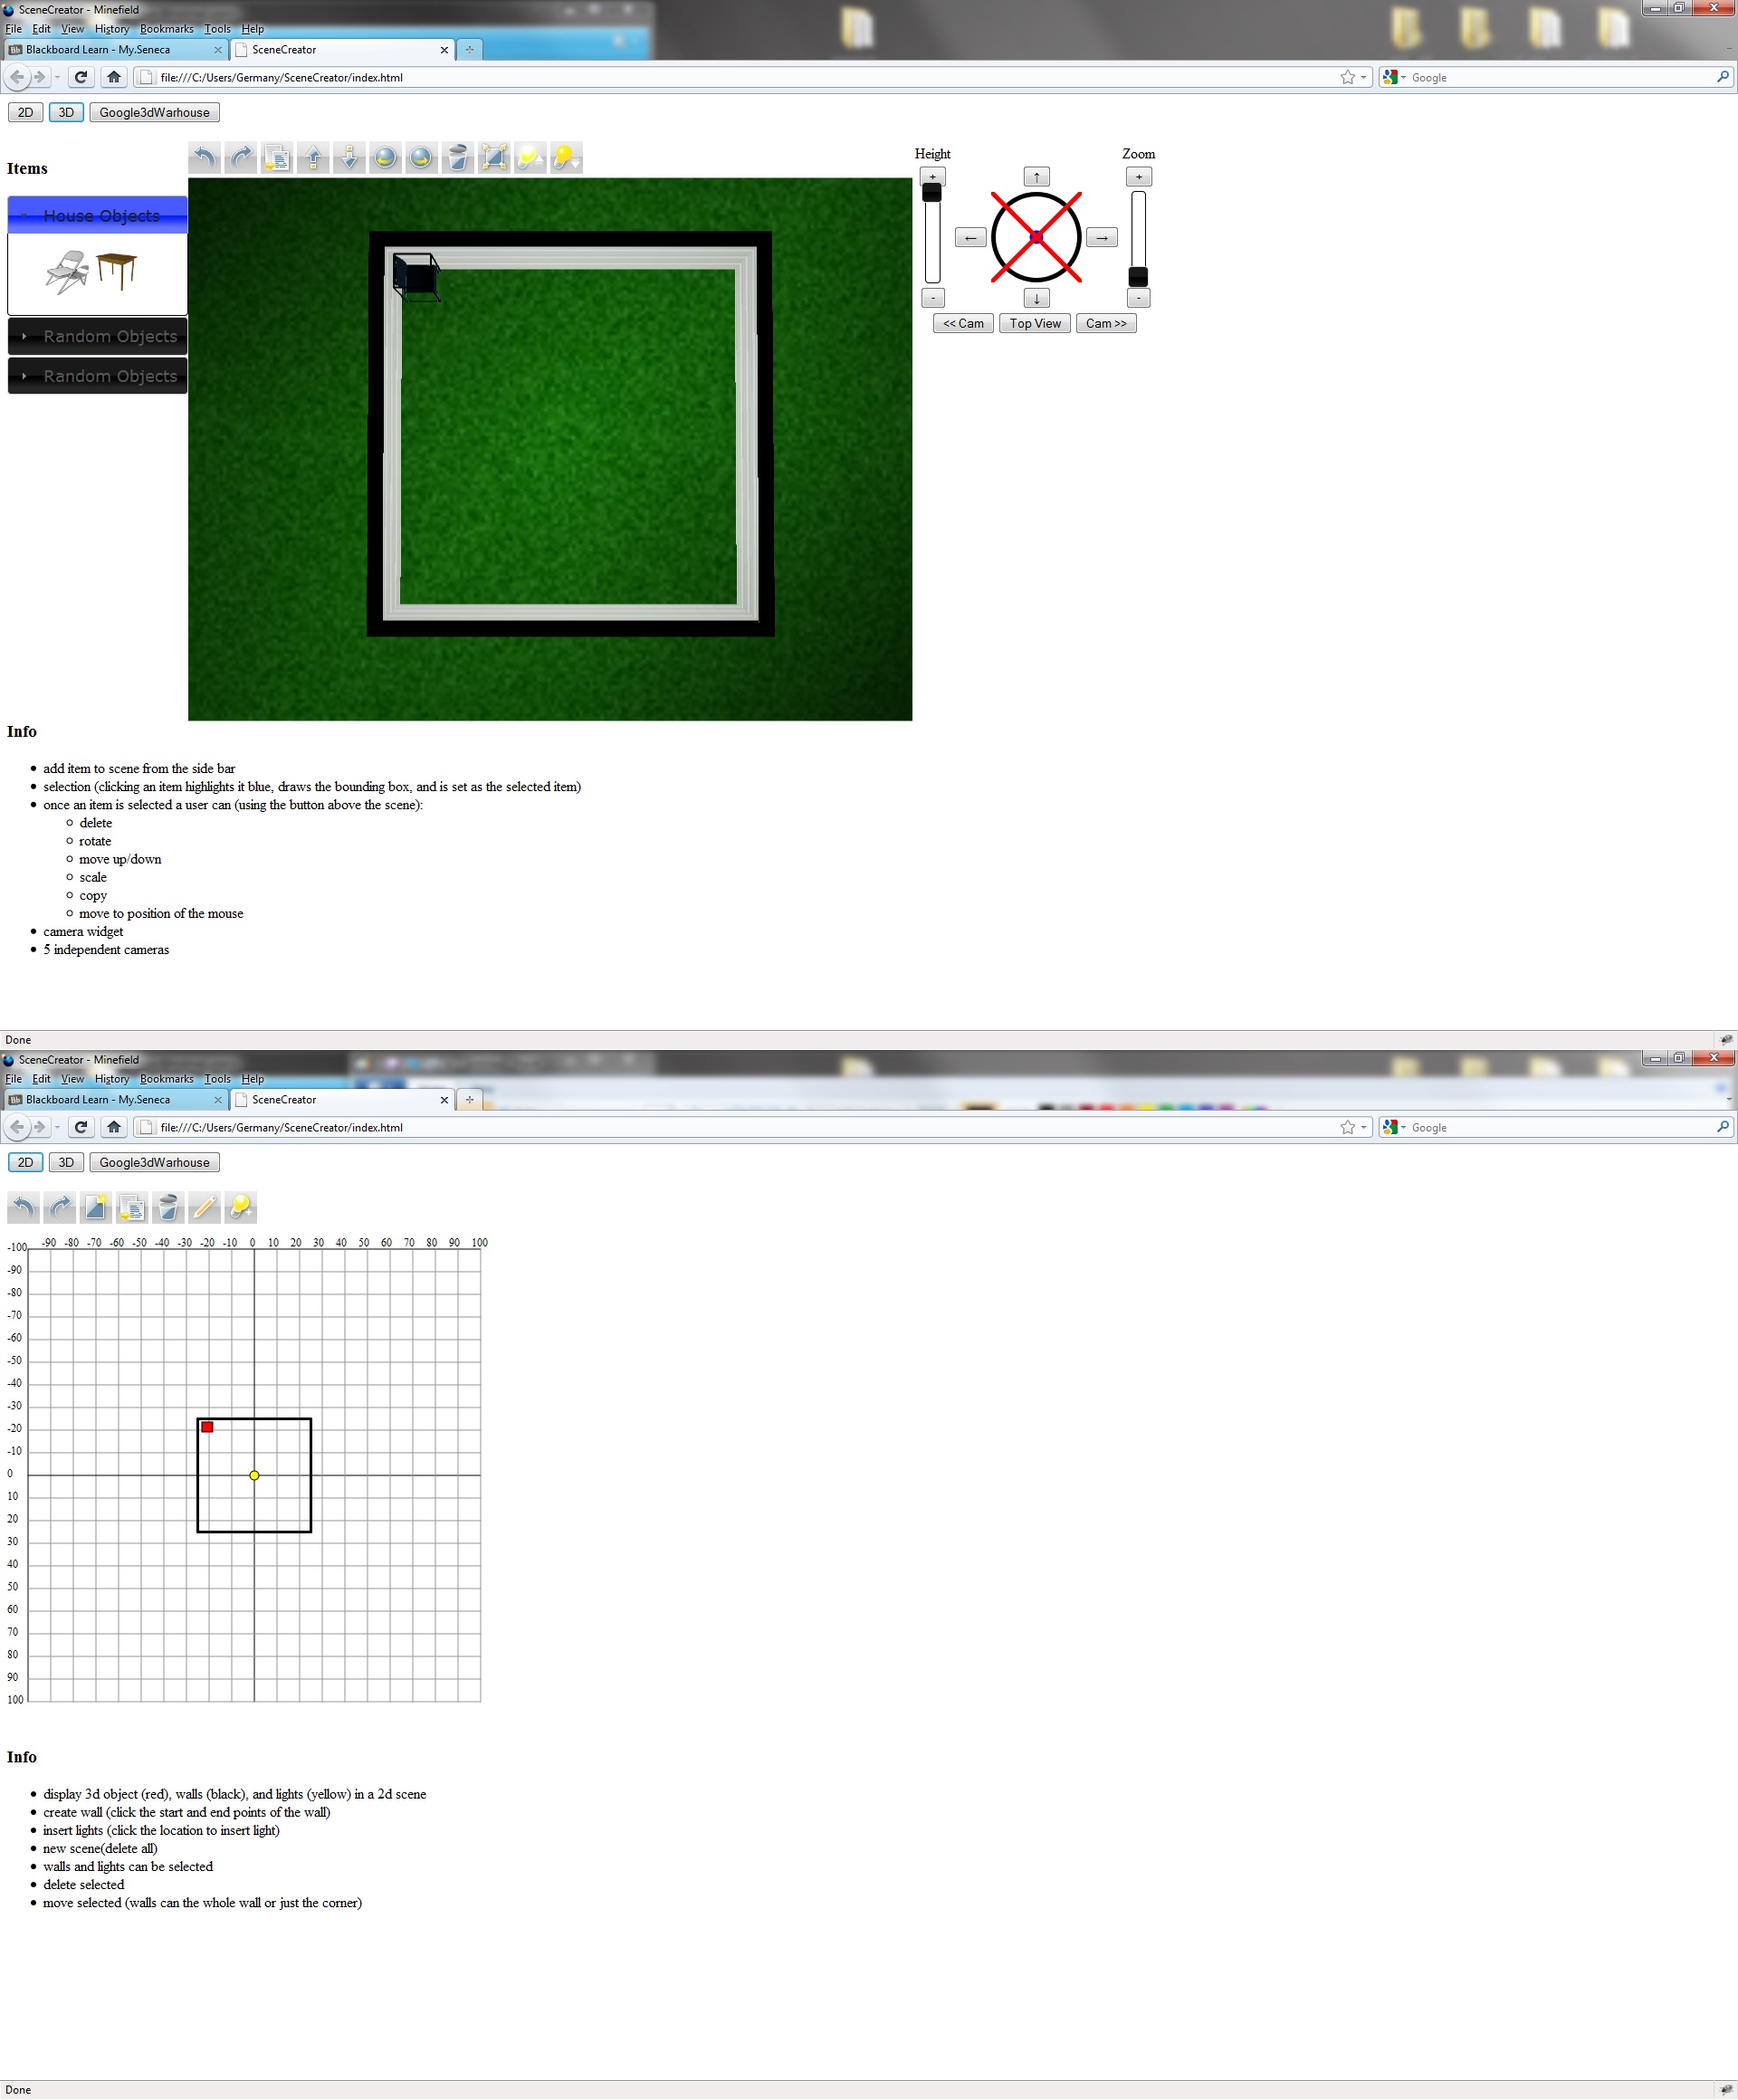 SceneCreator - Minefield
File Edit View History Bookmarks Tools Help
Blackboard Learn - My.Seneca
SceneCreator
file:///C:/Users/Germany/SceneCreator/index.html
Google
2D 3D Google3dWarhouse
Items
House Objects
Random Objects
Random Objects
Height Zoom
+ ↑ +
← →
- ↓ -
<< Cam Top View Cam >>
Info
add item to scene from the side bar
selection (clicking an item highlights it blue, draws the bounding box, and is set as the selected item)
once an item is selected a user can (using the button above the scene):
delete
rotate
move up/down
scale
copy
move to position of the mouse
camera widget
5 independent cameras
Done
SceneCreator - Minefield
File Edit View History Bookmarks Tools Help
Blackboard Learn - My.Seneca
SceneCreator
file:///C:/Users/Germany/SceneCreator/index.html
Google
2D 3D Google3dWarhouse
-90 -80 -70 -60 -50 -40 -30 -20 -10 0 10 20 30 40 50 60 70 80 90 100
-100
-90
-80
-70
-60
-50
-40
-30
-20
-10
0
10
20
30
40
50
60
70
80
90
100
Info
display 3d object (red), walls (black), and lights (yellow) in a 2d scene
create wall (click the start and end points of the wall)
insert lights (click the location to insert light)
new scene(delete all)
walls and lights can be selected
delete selected
move selected (walls can the whole wall or just the corner)
Done